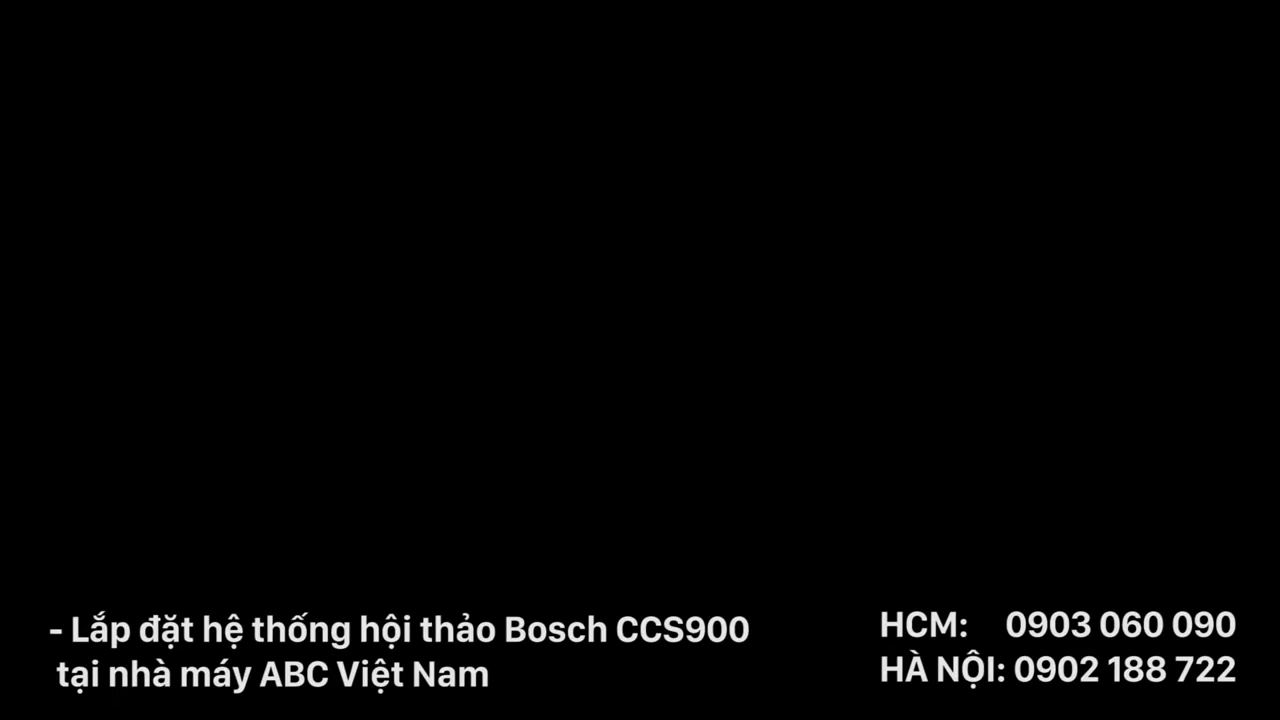 - Lắp đặt hệ thống hội thảo Bosch CCS900
tại nhà máy ABC Việt Nam
HCM: 0903 060 090
HÀ NỘI: 0902 188 722